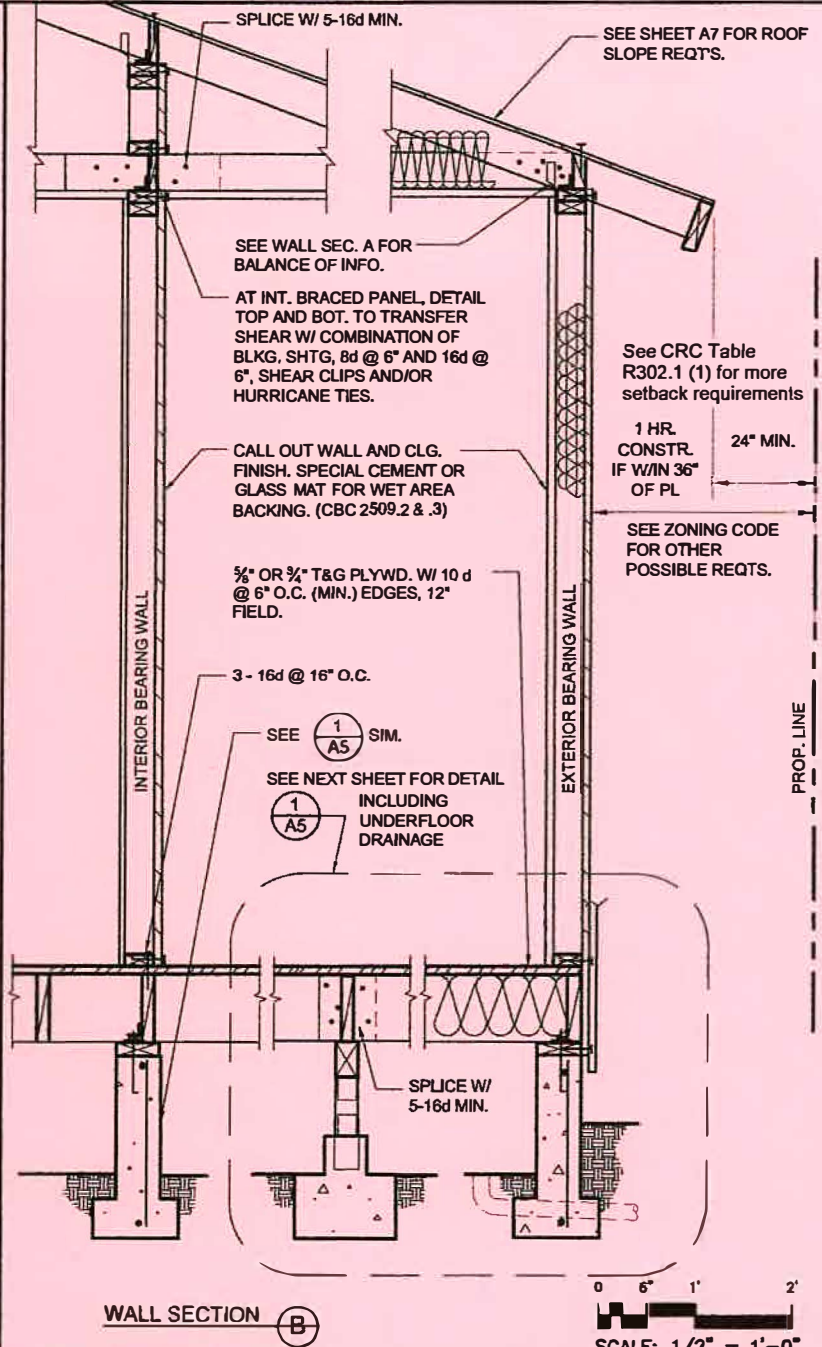 SPLICE W/ 5-16d MIN.
SEE SHEET A7 FOR ROOF
SLOPE REQT'S.
SEE WALL SEC. A FOR
BALANCE OF INFO.
AT INT. BRACED PANEL, DETAIL
TOP AND BOT. TO TRANSFER
SHEAR W/ COMBINATION OF
BLKG, SHTG, 8d @ 6" AND 16d @
6", SHEAR CLIPS AND/OR
HURRICANE TIES.
See CRC Table
R302.1 (1) for more
setback requirements
1 HR.
CONSTR.
IF W/IN 36"
OF PL
24" MIN.
CALL OUT WALL AND CLG.
FINISH. SPECIAL CEMENT OR
GLASS MAT FOR WET AREA
BACKING. (CBC 2509.2 & .3)
SEE ZONING CODE
FOR OTHER
POSSIBLE REQTS.
⅝" OR ¾" T&G PLYWD. W/ 10 d
@ 6" O.C. (MIN.) EDGES, 12"
FIELD.
INTERIOR BEARING WALL
EXTERIOR BEARING WALL
PROP. LINE
3 - 16d @ 16" O.C.
SEE 1 A5 SIM.
SEE NEXT SHEET FOR DETAIL
1 A5 INCLUDING
UNDERFLOOR
DRAINAGE
SPLICE W/
5-16d MIN.
WALL SECTION B
0 6" 1' 2'
SCALE: 1/2" = 1'-0"